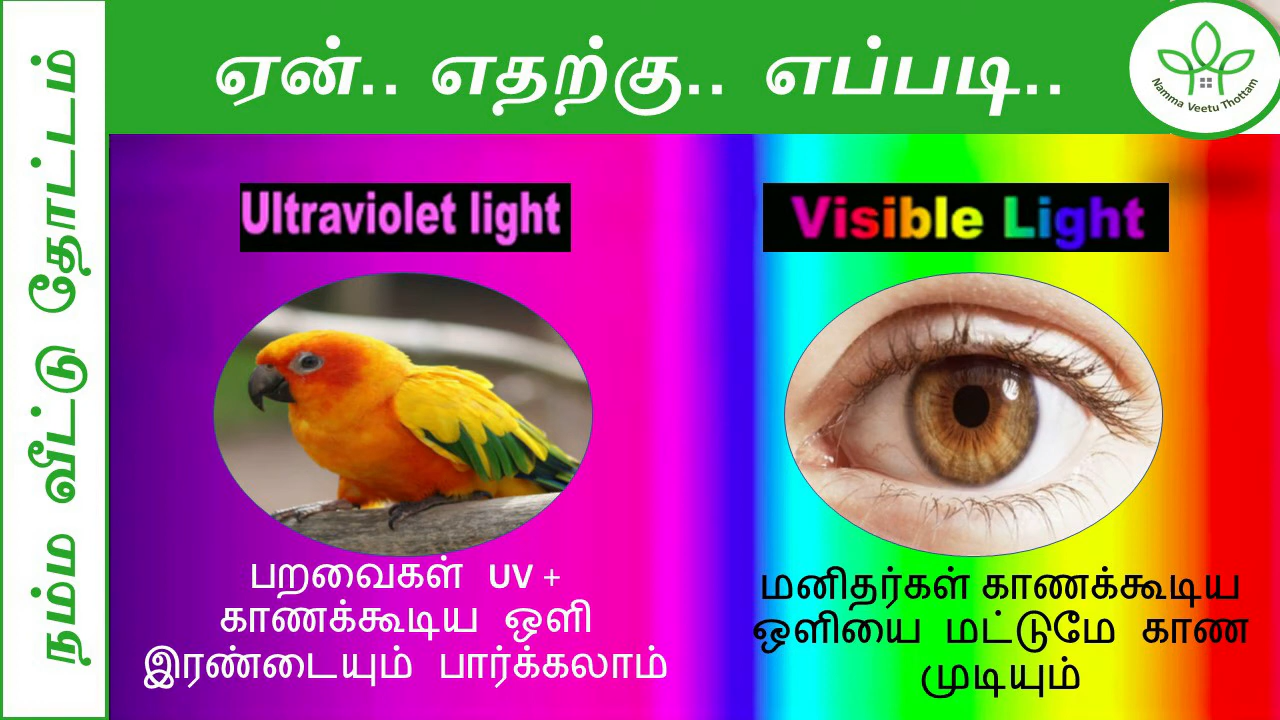 நம்ம வீட்டு தோட்டம்
ஏன்.. எதற்கு.. எப்படி..
Namma Veetu Thottam
Ultraviolet light
Visible Light
பறவைகள் UV +
காணக்கூடிய ஒளி
இரண்டையும் பார்க்கலாம்
மனிதர்கள் காணக்கூடிய
ஒளியை மட்டுமே காண
முடியும்